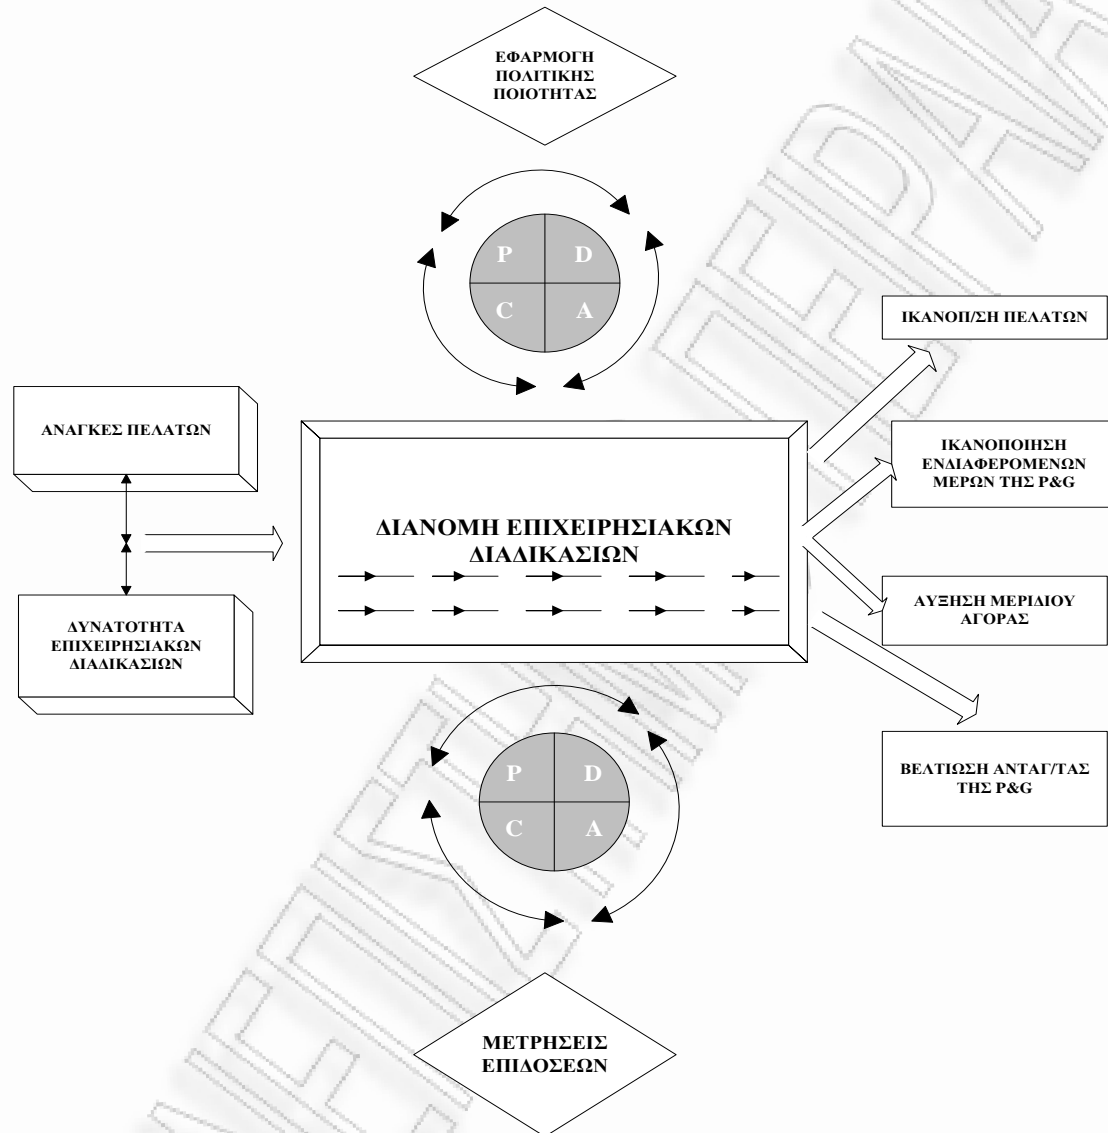 ΕΦΑΡΜΟΓΗ
ΠΟΛΙΤΙΚΗΣ
ΠΟΙΟΤΗΤΑΣ
P D
C A
ΙΚΑΝΟΠ/ΣΗ ΠΕΛΑΤΩΝ
ΑΝΑΓΚΕΣ ΠΕΛΑΤΩΝ
ΙΚΑΝΟΠΟΙΗΣΗ
ΕΝΔΙΑΦΕΡΟΜΕΝΩΝ
ΜΕΡΩΝ ΤΗΣ P&G
ΔΙΑΝΟΜΗ ΕΠΙΧΕΙΡΗΣΙΑΚΩΝ
ΔΙΑΔΙΚΑΣΙΩΝ
ΔΥΝΑΤΟΤΗΤΑ
ΕΠΙΧΕΙΡΗΣΙΑΚΩΝ
ΔΙΑΔΙΚΑΣΙΩΝ
ΑΥΞΗΣΗ ΜΕΡΙΔΙΟΥ
ΑΓΟΡΑΣ
ΒΕΛΤΙΩΣΗ ΑΝΤΑΓ/ΤΑΣ
ΤΗΣ P&G
P D
C A
ΜΕΤΡΗΣΕΙΣ
ΕΠΙΔΟΣΕΩΝ